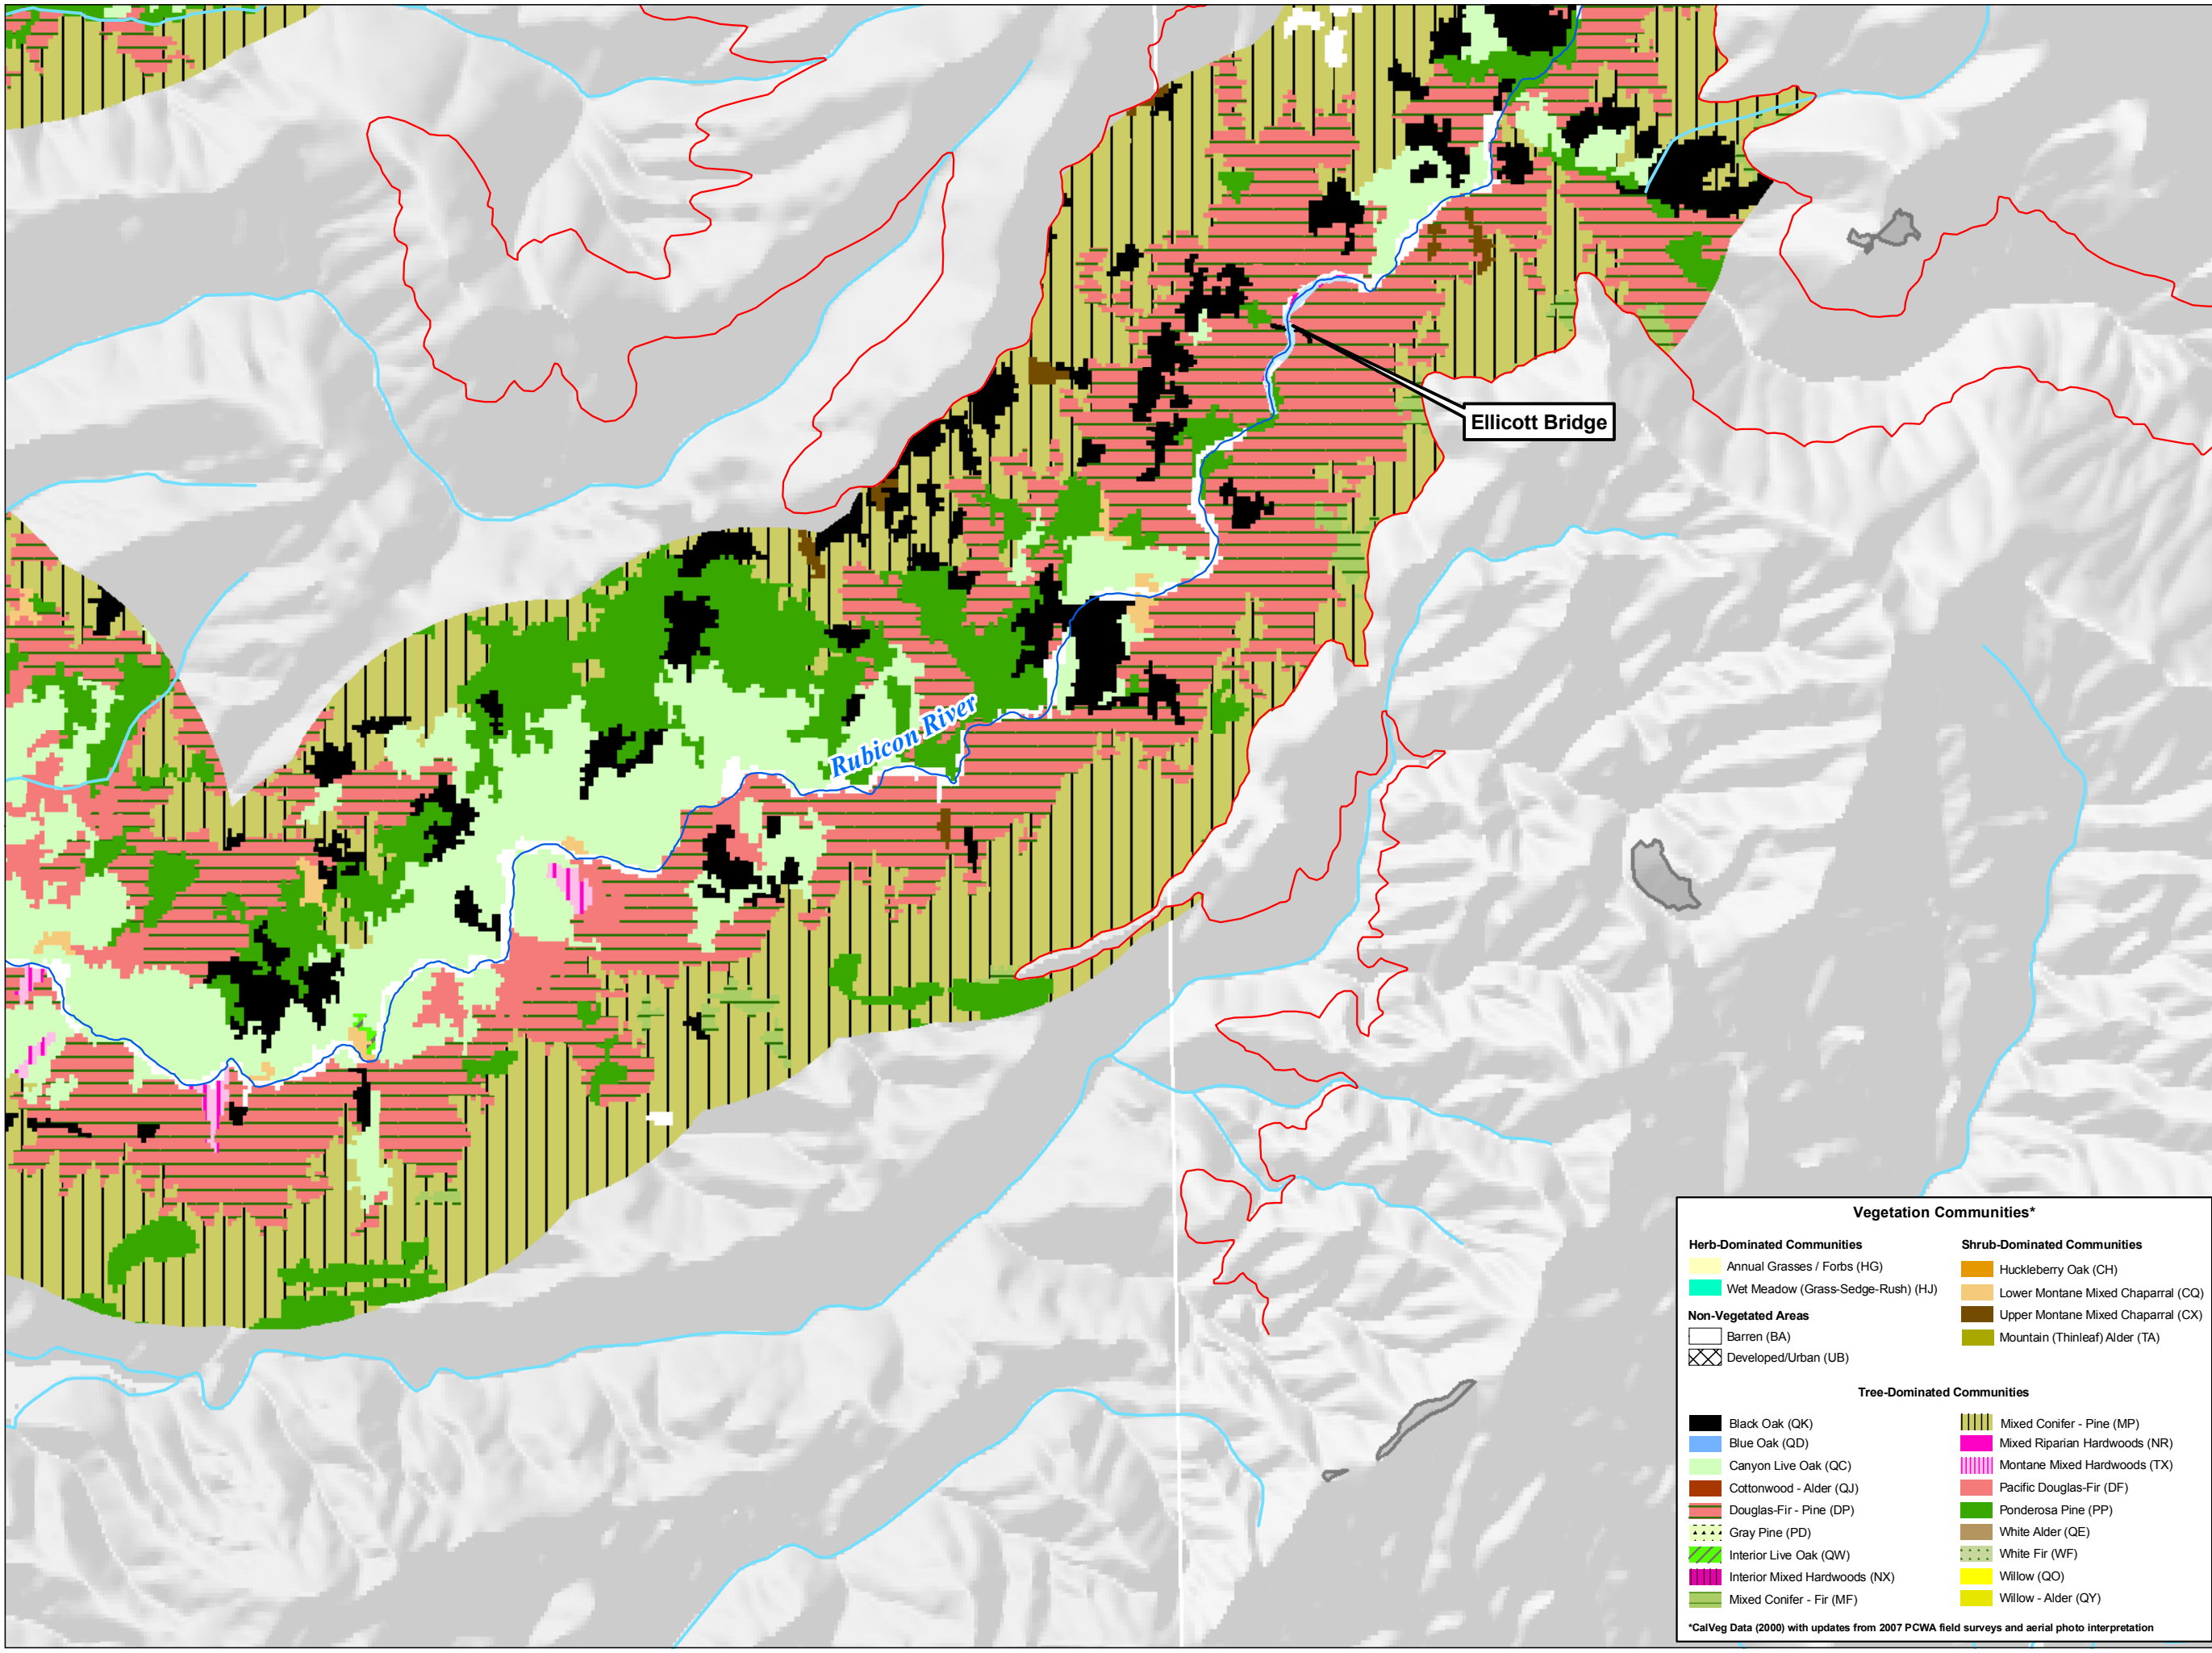 Ellicott Bridge
Rubicon River
Vegetation Communities*
Herb-Dominated Communities
Annual Grasses / Forbs (HG)
Wet Meadow (Grass-Sedge-Rush) (HJ)
Non-Vegetated Areas
Barren (BA)
Developed/Urban (UB)
Shrub-Dominated Communities
Huckleberry Oak (CH)
Lower Montane Mixed Chaparral (CQ)
Upper Montane Mixed Chaparral (CX)
Mountain (Thinleaf) Alder (TA)
Tree-Dominated Communities
Black Oak (QK)
Blue Oak (QD)
Canyon Live Oak (QC)
Cottonwood - Alder (QJ)
Douglas-Fir - Pine (DP)
Gray Pine (PD)
Interior Live Oak (QW)
Interior Mixed Hardwoods (NX)
Mixed Conifer - Fir (MF)
Mixed Conifer - Pine (MP)
Mixed Riparian Hardwoods (NR)
Montane Mixed Hardwoods (TX)
Pacific Douglas-Fir (DF)
Ponderosa Pine (PP)
White Alder (QE)
White Fir (WF)
Willow (QO)
Willow - Alder (QY)
*CalVeg Data (2000) with updates from 2007 PCWA field surveys and aerial photo interpretation